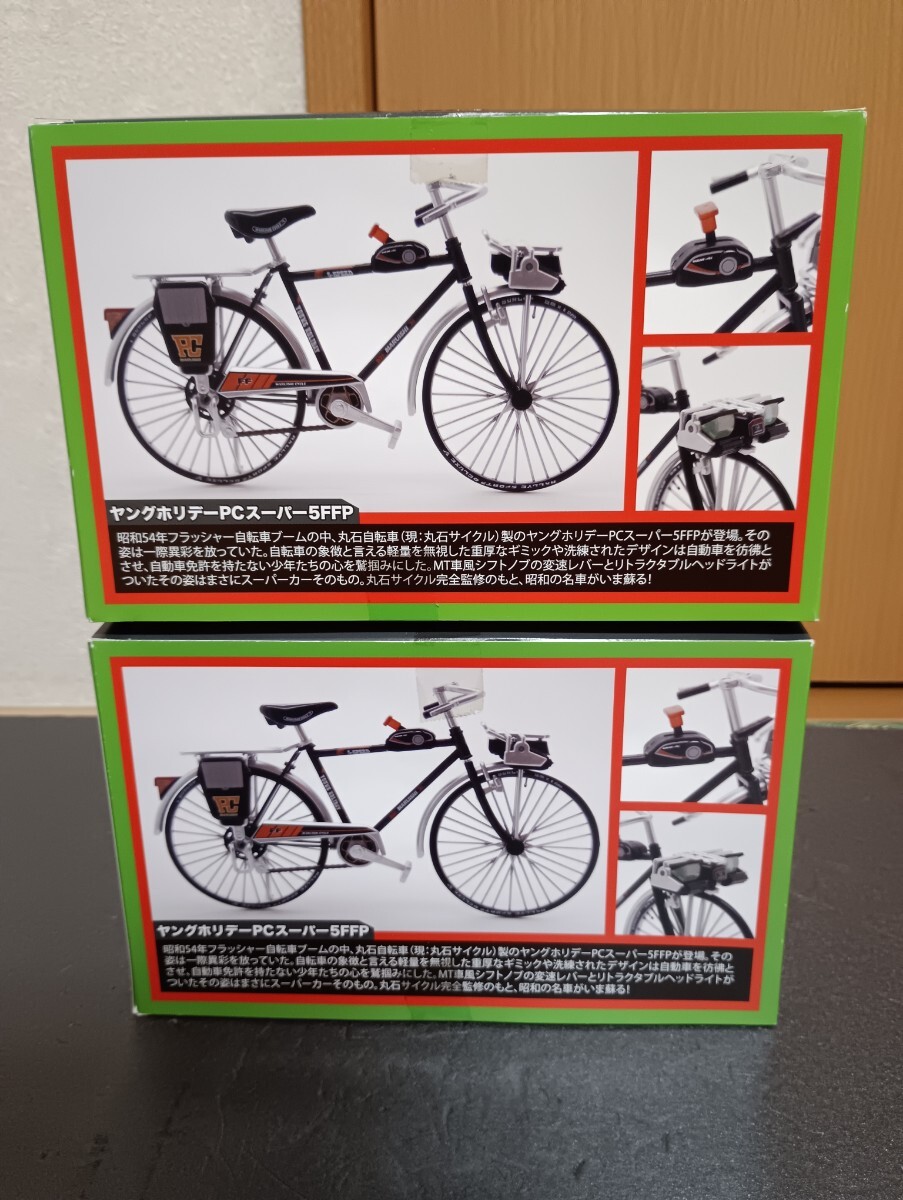 5-SPEED
MARUISHI
PC
FF
ヤングホリデーPCスーパー5FFP
昭和54年フラッシャー自転車ブームの中、丸石自転車(現:丸石サイクル)製のヤングホリデーPCスーパー5FFPが登場。その
姿は一際異彩を放っていた。自転車の象徴と言える軽量を無視した重厚なギミックや洗練されたデザインは自動車を彷彿と
させ、自動車免許を持たない少年たちの心を鷲掴みにした。MT車風シフトノブの変速レバーとリトラクタブルヘッドライトが
ついたその姿はまさにスーパーカーそのもの。丸石サイクル完全監修のもと、昭和の名車がいま蘇る!
PC
ヤングホリデーPCスーパー5FFP
昭和54年フラッシャー自転車ブームの中、丸石自転車(現:丸石サイクル)製のヤングホリデーPCスーパー5FFPが登場。その
姿は一際異彩を放っていた。自転車の象徴と言える軽量を無視した重厚なギミックや洗練されたデザインは自動車を彷彿と
させ、自動車免許を持たない少年たちの心を鷲掴みにした。MT車風シフトノブの変速レバーとリトラクタブルヘッドライトが
ついたその姿はまさにスーパーカーそのもの。丸石サイクル完全監修のもと、昭和の名車がいま蘇る!